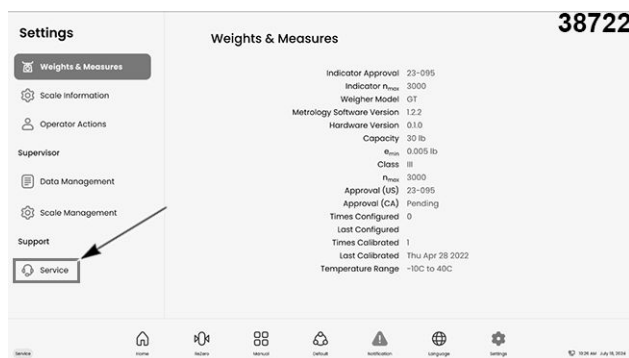 38722
Settings
Weights & Measures
Scale Information
Operator Actions
Supervisor
Data Management
Scale Management
Support
Service
Weights & Measures
Indicator Approval 23-095
Indicator nmax 3000
Weigher Model GT
Metrology Software Version 1.2.2
Hardware Version 0.1.0
Capacity 30 lb
emin 0.005 lb
Class III
nmax 3000
Approval (US) 23-095
Approval (CA) Pending
Times Configured 0
Last Configured
Times Calibrated 1
Last Calibrated Thu Apr 28 2022
Temperature Range -10C to 40C
Service
Home
ReZero
Manual
Default
Notification
Language
Settings